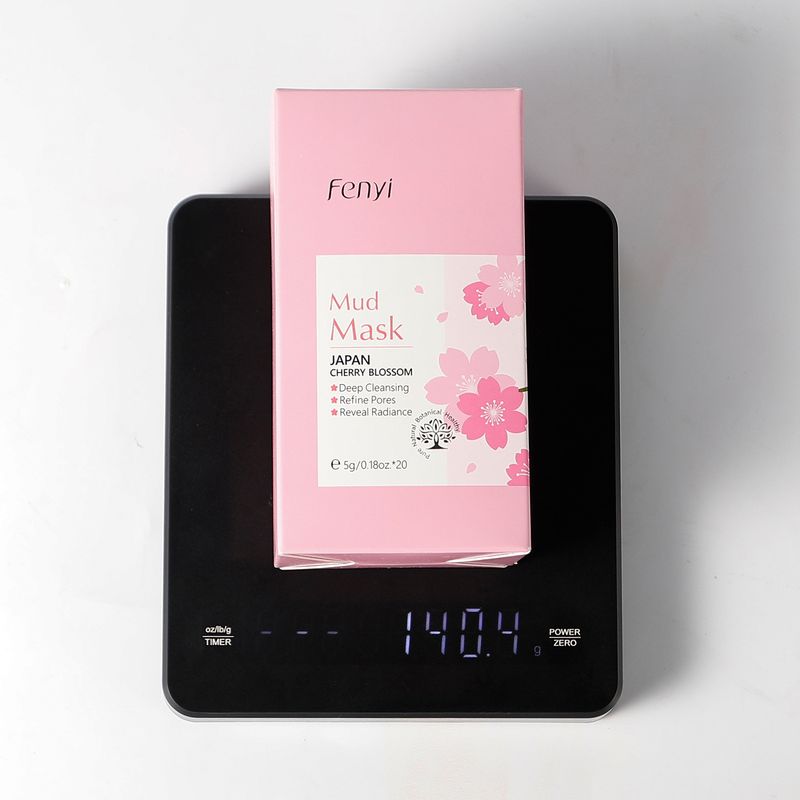 Fenyi
Mud
Mask
JAPAN
CHERRY BLOSSOM
Deep Cleansing
Refine Pores
Reveal Radiance
Pure Natural Botanical Healthy
℮ 5g/0.18oz.*20
oz/lb/g
TIMER
- - -
140.4
g
POWER
ZERO